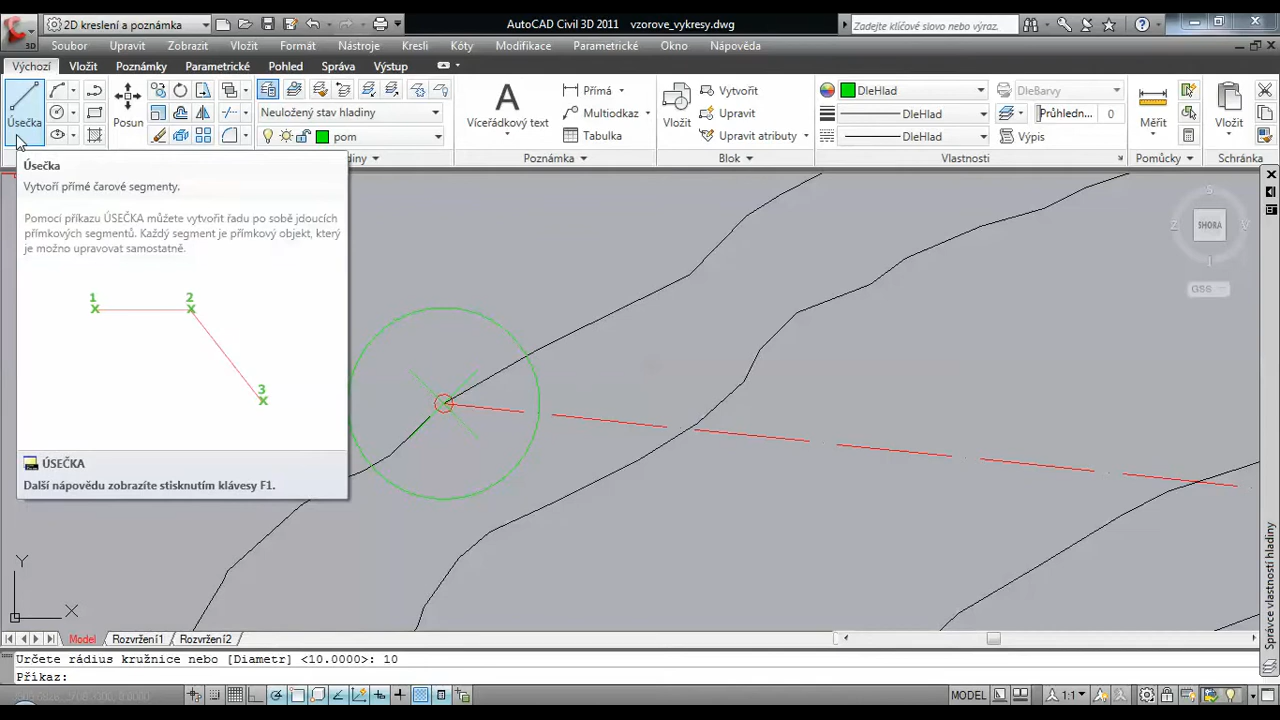 2D kreslení a poznámka
AutoCAD Civil 3D 2011 vzorove_vykresy.dwg
Zadejte klíčové slovo nebo výraz.
3D
Soubor Upravit Zobrazit Vložit Formát Nástroje Kresli Kóty Modifikace Parametrické Okno Nápověda
Výchozí Vložit Poznámky Parametrické Pohled Správa Výstup
Úsečka
Neuložený stav hladiny
pom
Víceřádkový text
Přímá
Multiodkaz
Tabulka
Poznámka
Vložit
Vytvořit
Upravit
Upravit atributy
Blok
DleHlad
DleHlad
DleHlad
DleBarvy
Průhledn... 0
Výpis
Vlastnosti
Měřit
Pomůcky
Vložit
Schránka
Úsečka
Vytvoří přímé čarové segmenty.
Pomocí příkazu ÚSEČKA můžete vytvořit řadu po sobě jdoucích
přímkových segmentů. Každý segment je přímkový objekt, který
je možno upravovat samostatně.
1 2
3
ÚSEČKA
Další nápovědu zobrazíte stisknutím klávesy F1.
S
Z SHORA V
GSS
Y
X
Správce vlastností hladiny
Model Rozvržení1 Rozvržení2
Určete rádius kružnice nebo [Diametr] <10.0000>: 10
Příkaz:
MODEL 1:1